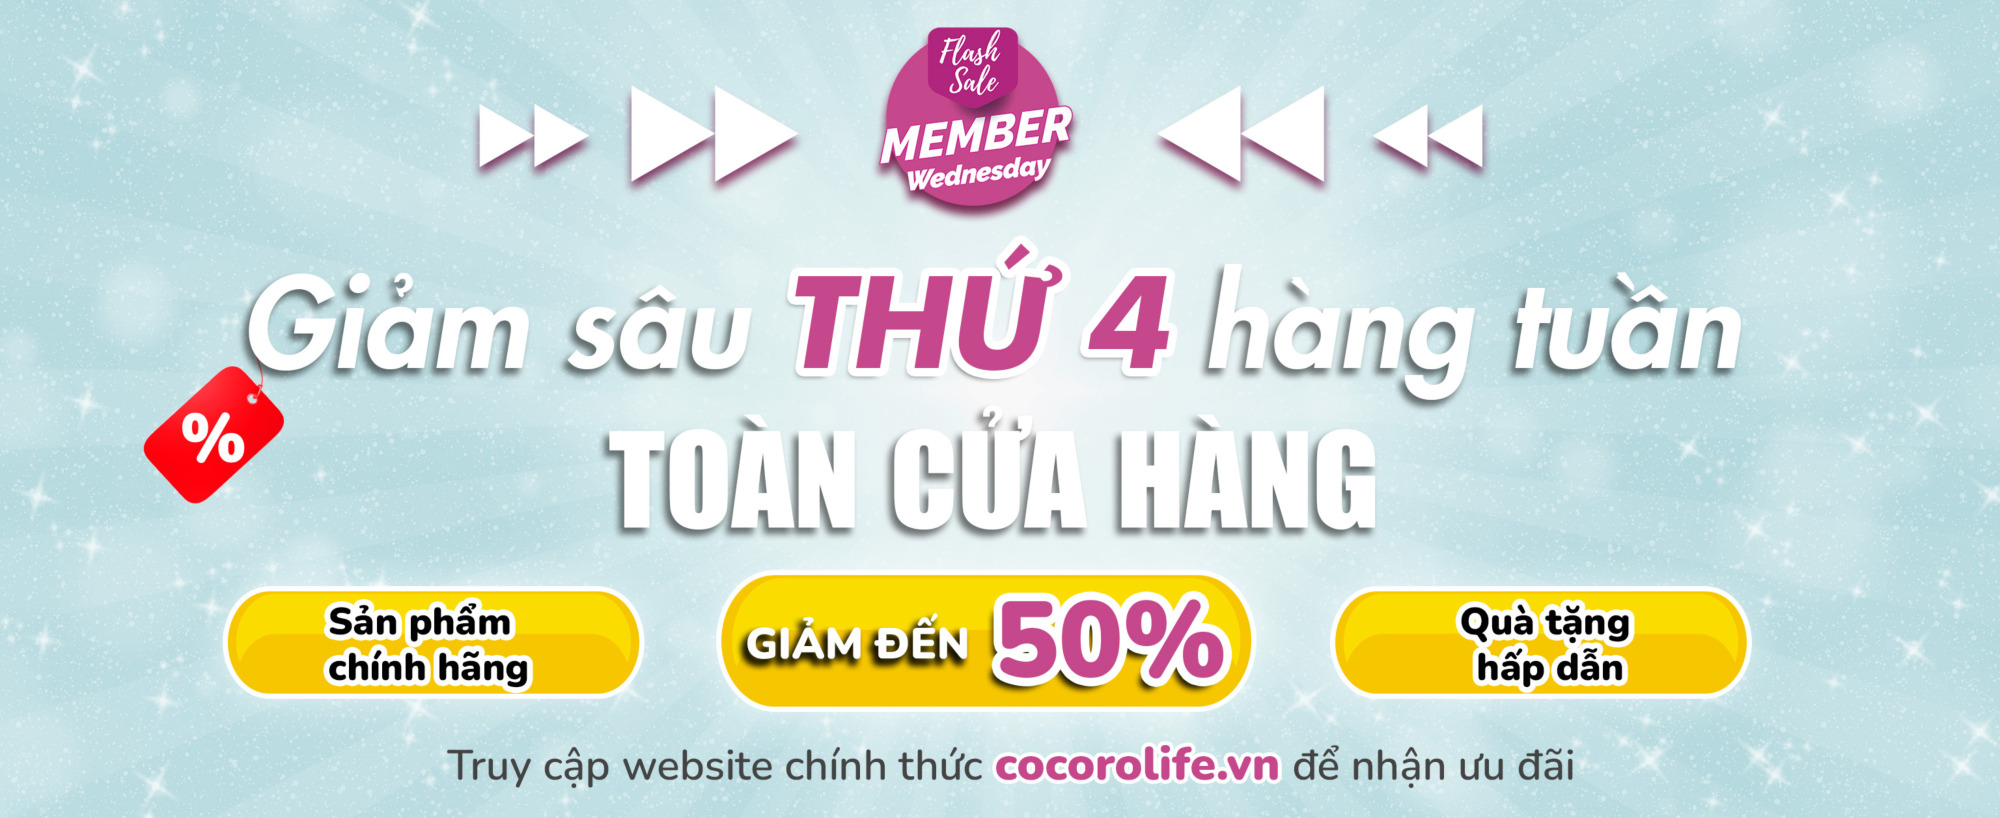 Flash
Sale
MEMBER
Wednesday
Giảm sâu THỨ 4 hàng tuần
%
TOÀN CỬA HÀNG
Sản phẩm
chính hãng
GIẢM ĐẾN 50%
Quà tặng
hấp dẫn
Truy cập website chính thức cocorolife.vn để nhận ưu đãi